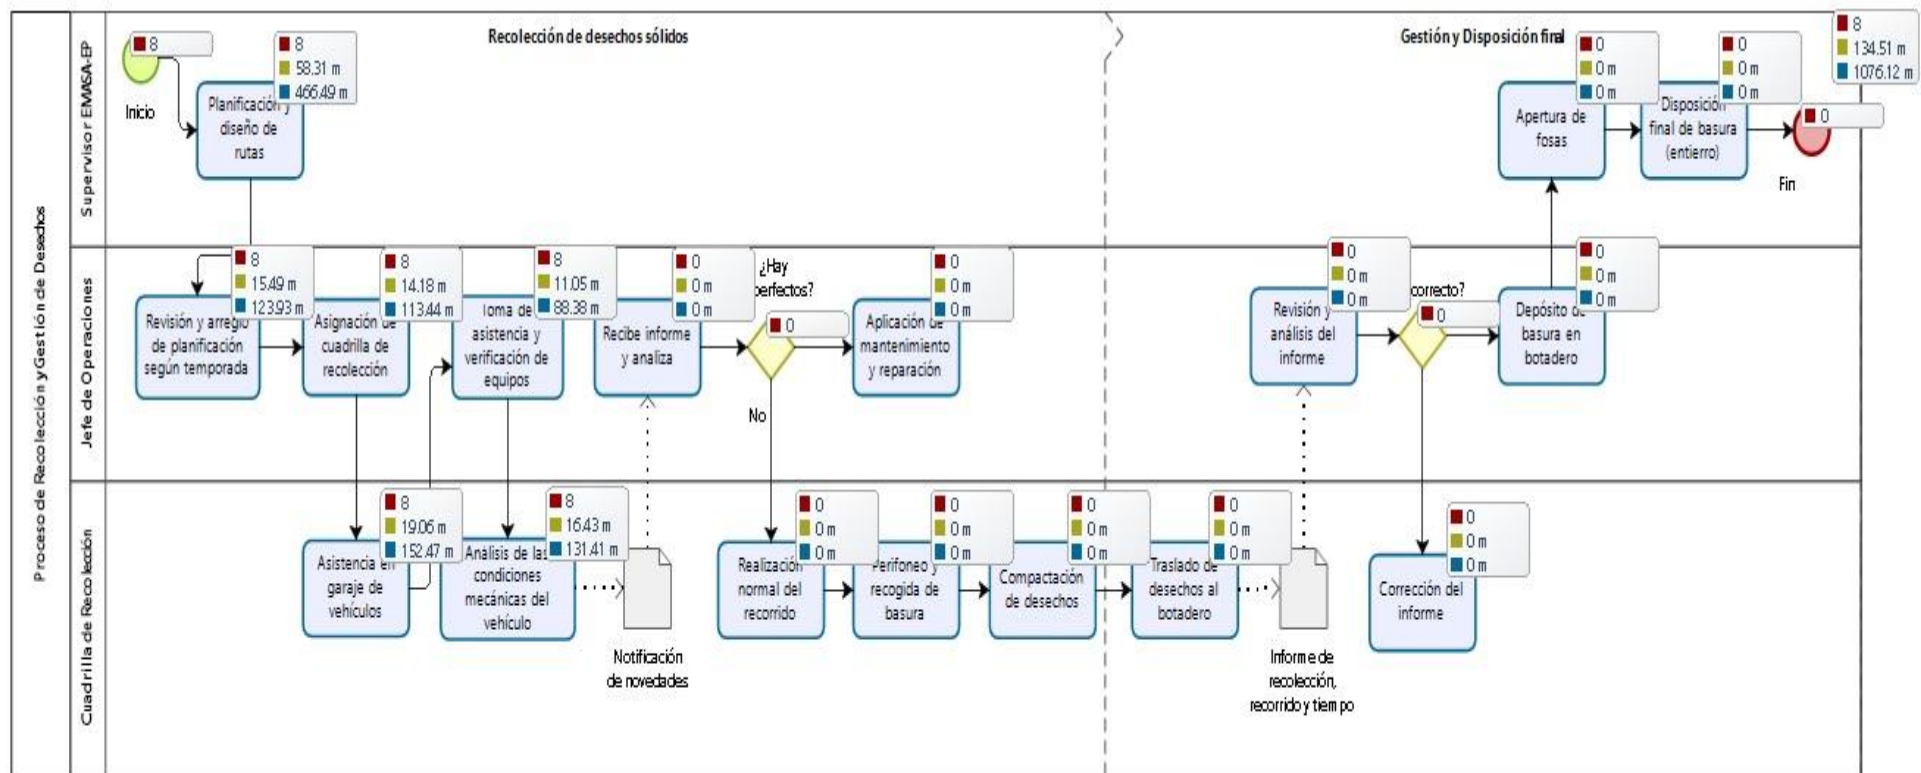 Proceso de Recolección y Gestión de Desechos
Supervisor EMASA-EP
Recolección de desechos sólidos
Gestión y Disposición final
8
Inicio
8
58.31 m
466.49 m
Planificación y
diseño de
rutas
0
0 m
0 m
Apertura de
fosas
0
0 m
0 m
Disposición
final de basura
(entierro)
8
134.51 m
1076.12 m
0
Fin
Jefe de Operaciones
8
15.49 m
123.93 m
Revisión y arreglo
de planificación
según temporada
8
14.18 m
113.44 m
Asignación de
cuadrilla de
recolección
8
11.05 m
88.38 m
Toma de
asistencia y
verificación de
equipos
0
0 m
0 m
Recibe informe
y analiza
¿Hay
perfectos?
0
No
0
0 m
0 m
Aplicación de
mantenimiento
y reparación
0
0 m
0 m
Revisión y
análisis del
informe
correcto?
0
0
0 m
0 m
Depósito de
basura en
botadero
Cuadrilla de Recolección
8
19.06 m
152.47 m
Asistencia en
garaje de
vehículos
8
16.43 m
131.41 m
Análisis de las
condiciones
mecánicas del
vehículo
Notificación
de novedades
0
0 m
0 m
Realización
normal del
recorrido
0
0 m
0 m
Perifoneo y
recogida de
basura
0
0 m
0 m
Compactación
de desechos
0
0 m
0 m
Traslado de
desechos al
botadero
Informe de
recolección,
recorrido y tiempo
0
0 m
0 m
Corrección del
informe